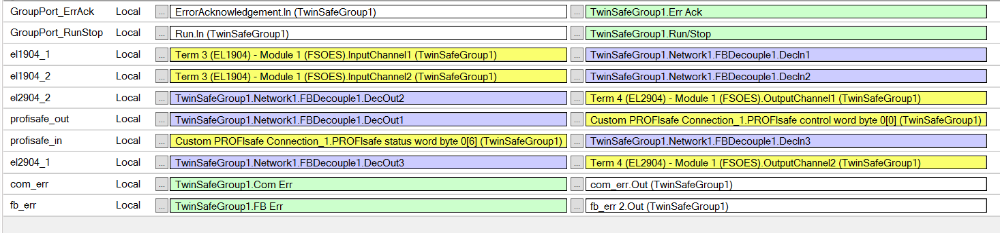 GroupPort_ErrAck Local ... ErrorAcknowledgement.In (TwinSafeGroup1) ... TwinSafeGroup1.Err Ack
GroupPort_RunStop Local ... Run.In (TwinSafeGroup1) ... TwinSafeGroup1.Run/Stop
el1904_1 Local ... Term 3 (EL1904) - Module 1 (FSOES).InputChannel1 (TwinSafeGroup1) ... TwinSafeGroup1.Network1.FBDecouple1.DecIn1
el1904_2 Local ... Term 3 (EL1904) - Module 1 (FSOES).InputChannel2 (TwinSafeGroup1) ... TwinSafeGroup1.Network1.FBDecouple1.DecIn2
el2904_2 Local ... TwinSafeGroup1.Network1.FBDecouple1.DecOut2 ... Term 4 (EL2904) - Module 1 (FSOES).OutputChannel1 (TwinSafeGroup1)
profisafe_out Local ... TwinSafeGroup1.Network1.FBDecouple1.DecOut1 ... Custom PROFIsafe Connection_1.PROFIsafe control word byte 0[0] (TwinSafeGroup1)
profisafe_in Local ... Custom PROFIsafe Connection_1.PROFIsafe status word byte 0[6] (TwinSafeGroup1) ... TwinSafeGroup1.Network1.FBDecouple1.DecIn3
el2904_1 Local ... TwinSafeGroup1.Network1.FBDecouple1.DecOut3 ... Term 4 (EL2904) - Module 1 (FSOES).OutputChannel2 (TwinSafeGroup1)
com_err Local ... TwinSafeGroup1.Com Err ... com_err.Out (TwinSafeGroup1)
fb_err Local ... TwinSafeGroup1.FB Err ... fb_err 2.Out (TwinSafeGroup1)